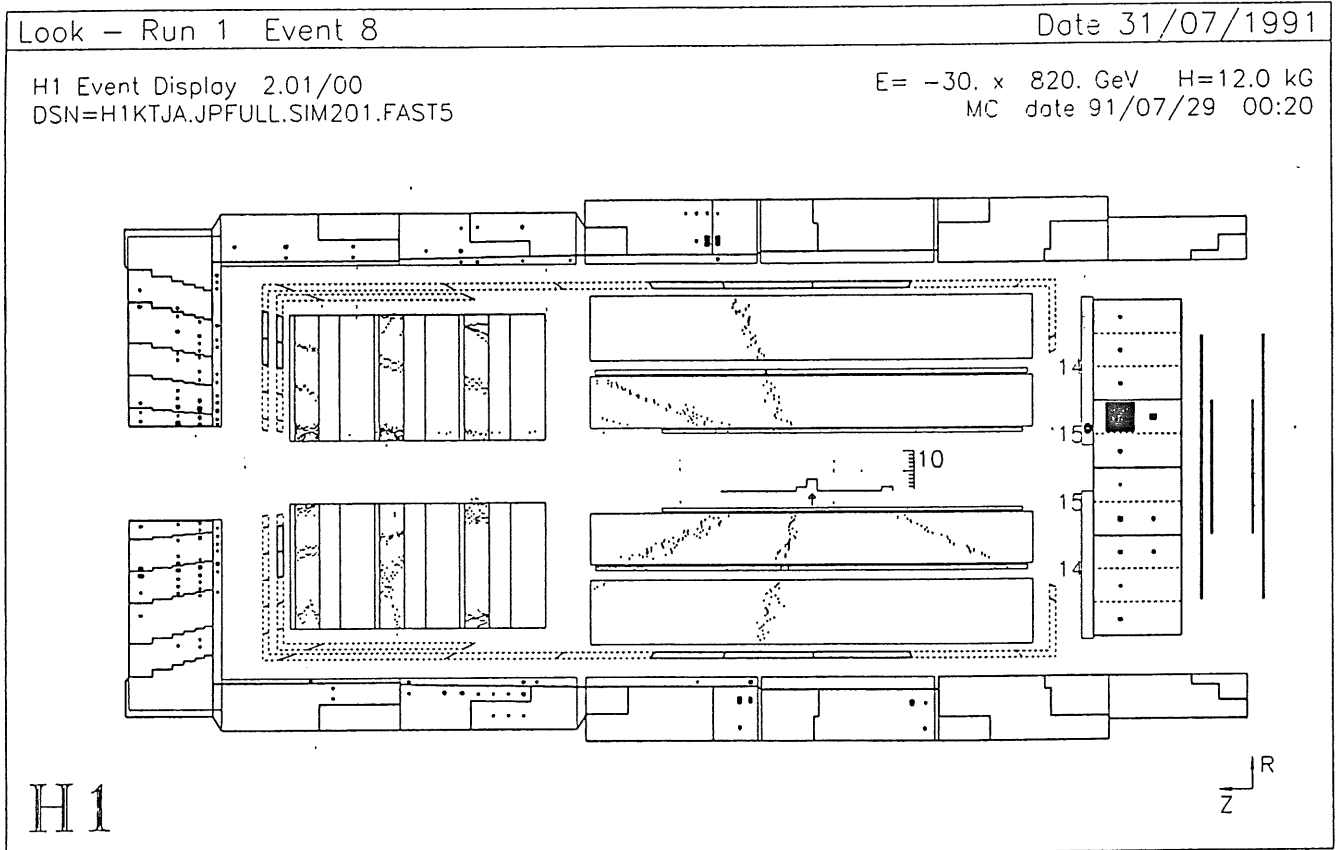 Look – Run 1 Event 8 Date 31/07/1991
H1 Event Display 2.01/00 E= -30. x 820. GeV H=12.0 kG
DSN=H1KTJA.JPFULL.SIM201.FAST5 MC date 91/07/29 00:20
14
15
10
15
14
R
Z
H1